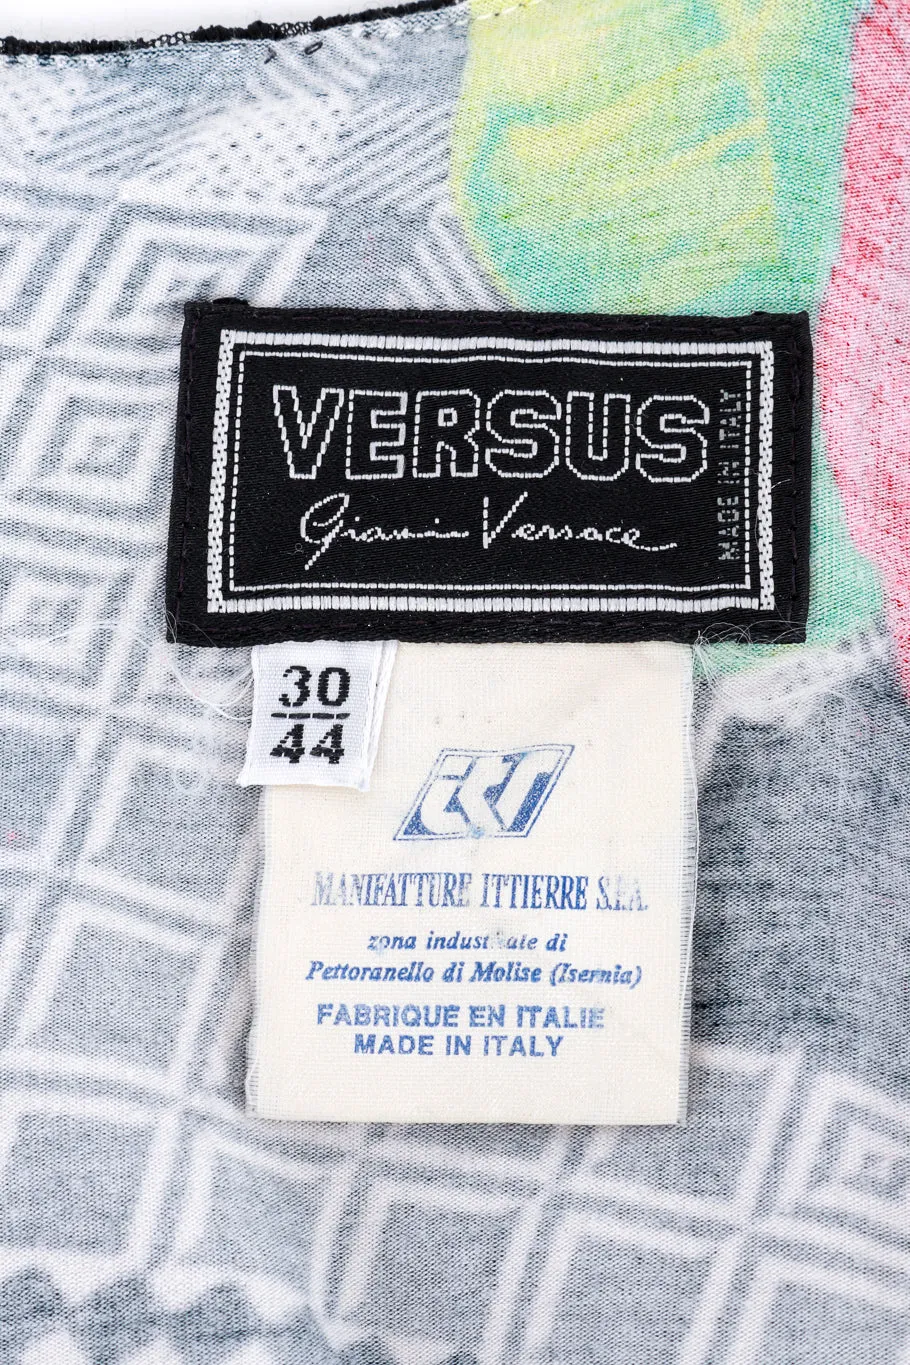 VERSUS
Gianni Versace
MADE IN ITALY
30
44
MANIFATTURE ITTIERRE S.P.A.
zona industriale di
Pettoranello di Molise (Isernia)
FABRIQUE EN ITALIE
MADE IN ITALY